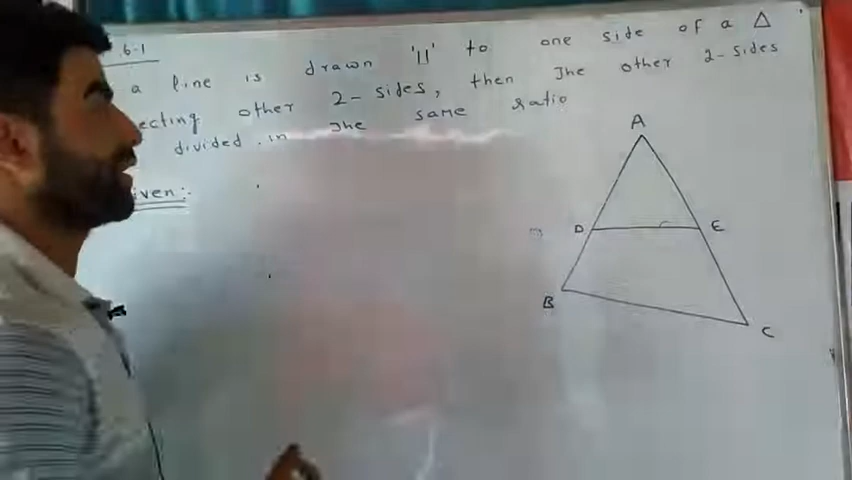 6.1
a line is drawn '||' to one side of a △
ecting other 2-sides, then The other 2-sides
divided in The same ratio
iven:-
A
D E
B
C